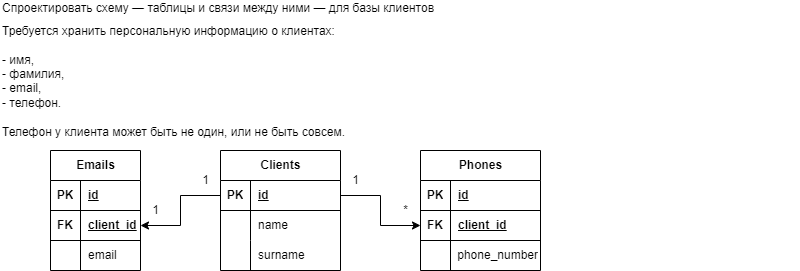 Спроектировать схему — таблицы и связи между ними — для базы клиентов
Требуется хранить персональную информацию о клиентах:
- имя,
- фамилия,
- email,
- телефон.
Телефон у клиента может быть не один, или не быть совсем.
Emails
PK id
FK client_id
email
1
1
Clients
PK id
name
surname
1
*
Phones
PK id
FK client_id
phone_number